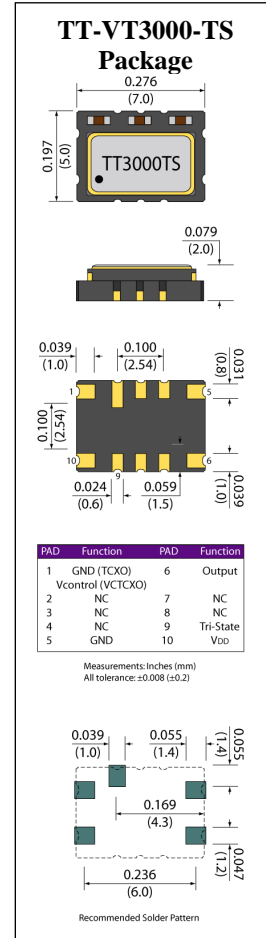 TT-VT3000-TS
Package
0.276
(7.0)
0.197
(5.0)
TT3000TS
0.079
(2.0)
0.039
(1.0)
0.100
(2.54)
0.031
(0.8)
1
5
0.100
(2.54)
10
6
9
0.024
(0.6)
0.059
(1.5)
0.039
(1.0)
PAD Function PAD Function
1 GND (TCXO) 6 Output
Vcontrol (VCTCXO)
2 NC 7 NC
3 NC 8 NC
4 NC 9 Tri-State
5 GND 10 VDD
Measurements: Inches (mm)
All tolerance: ±0.008 (±0.2)
0.039
(1.0)
0.055
(1.4)
0.055
(1.4)
0.169
(4.3)
0.047
(1.2)
0.236
(6.0)
Recommended Solder Pattern